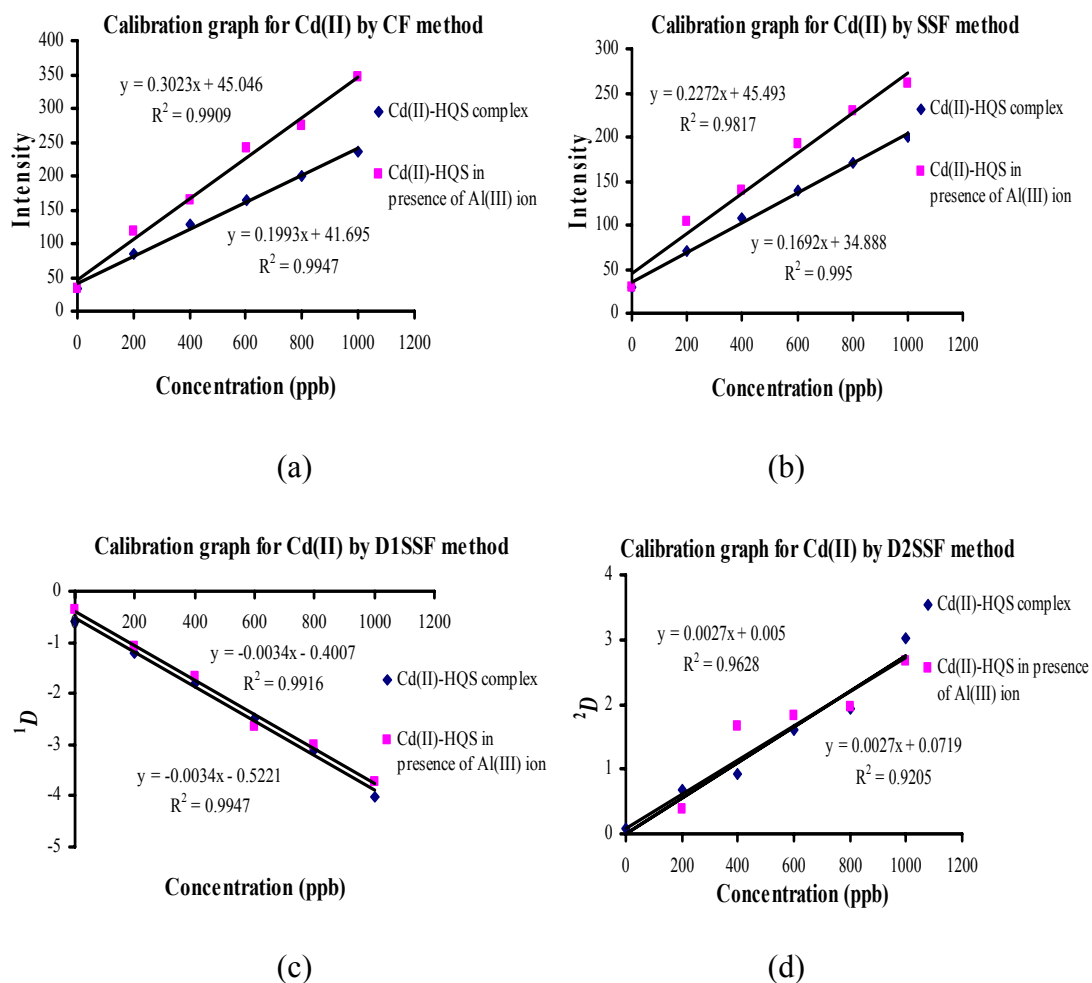 Calibration graph for Cd(II) by CF method
400
350
300
250
200
150
100
50
0
Intensity
y = 0.3023x + 45.046
R² = 0.9909
y = 0.1993x + 41.695
R² = 0.9947
Cd(II)-HQS complex
Cd(II)-HQS in
presence of Al(III) ion
0 200 400 600 800 1000 1200
Concentration (ppb)
(a)
Calibration graph for Cd(II) by SSF method
300
250
200
150
100
50
0
Intensity
y = 0.2272x + 45.493
R² = 0.9817
y = 0.1692x + 34.888
R² = 0.995
Cd(II)-HQS complex
Cd(II)-HQS in
presence of Al(III) ion
0 200 400 600 800 1000 1200
Concentration (ppb)
(b)
Calibration graph for Cd(II) by D1SSF method
0
-1
-2
-3
-4
-5
¹D
0 200 400 600 800 1000 1200
y = -0.0034x - 0.4007
R² = 0.9916
y = -0.0034x - 0.5221
R² = 0.9947
Cd(II)-HQS complex
Cd(II)-HQS in
presence of Al(III) ion
Concentration (ppb)
(c)
Calibration graph for Cd(II) by D2SSF method
4
3
2
1
0
²D
y = 0.0027x + 0.005
R² = 0.9628
y = 0.0027x + 0.0719
R² = 0.9205
Cd(II)-HQS complex
Cd(II)-HQS in presence
of Al(III) ion
0 200 400 600 800 1000 1200
Concentration (ppb)
(d)